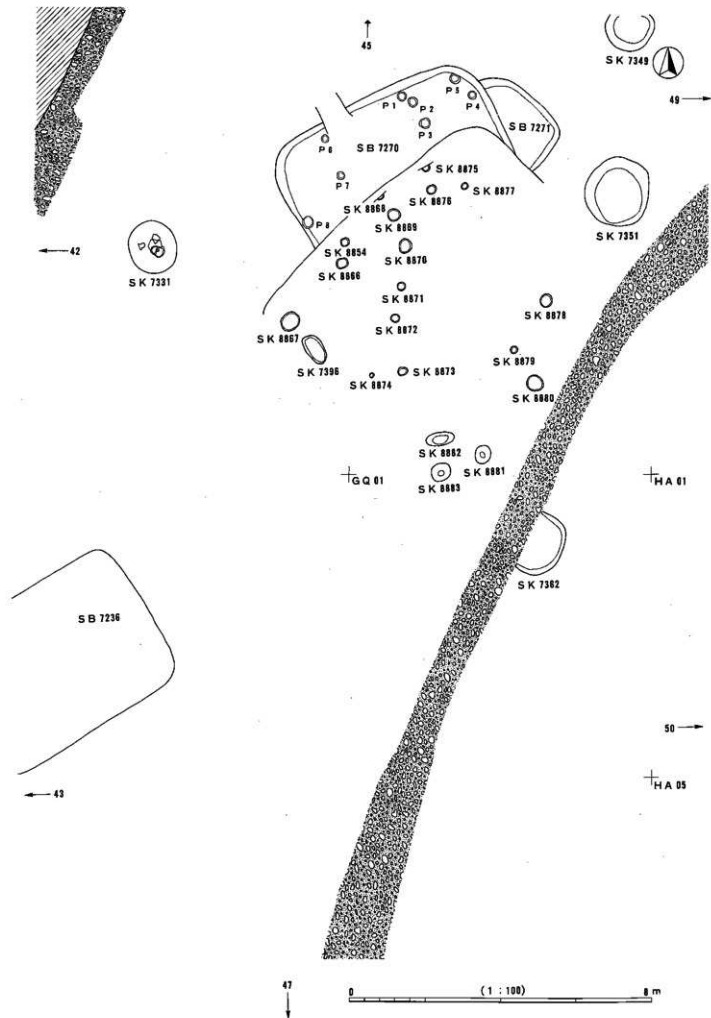 45
SK 7349
49
P 5
P 1
P 2
P 4
P 3
SB 7271
P 6
SB 7270
SK 8875
P 7
SK 8876
SK 8877
SK 8868
SK 8869
SK 7351
P 8
42
SK 8854
SK 8870
SK 7331
SK 8866
SK 8871
SK 8878
SK 8867
SK 8872
SK 8879
SK 7396
SK 8874
SK 8873
SK 8880
SK 8882
SK 8881
GQ 01
SK 8883
HA 01
SK 7362
SB 7236
50
HA 05
43
47
(1 : 100)
0
8 m